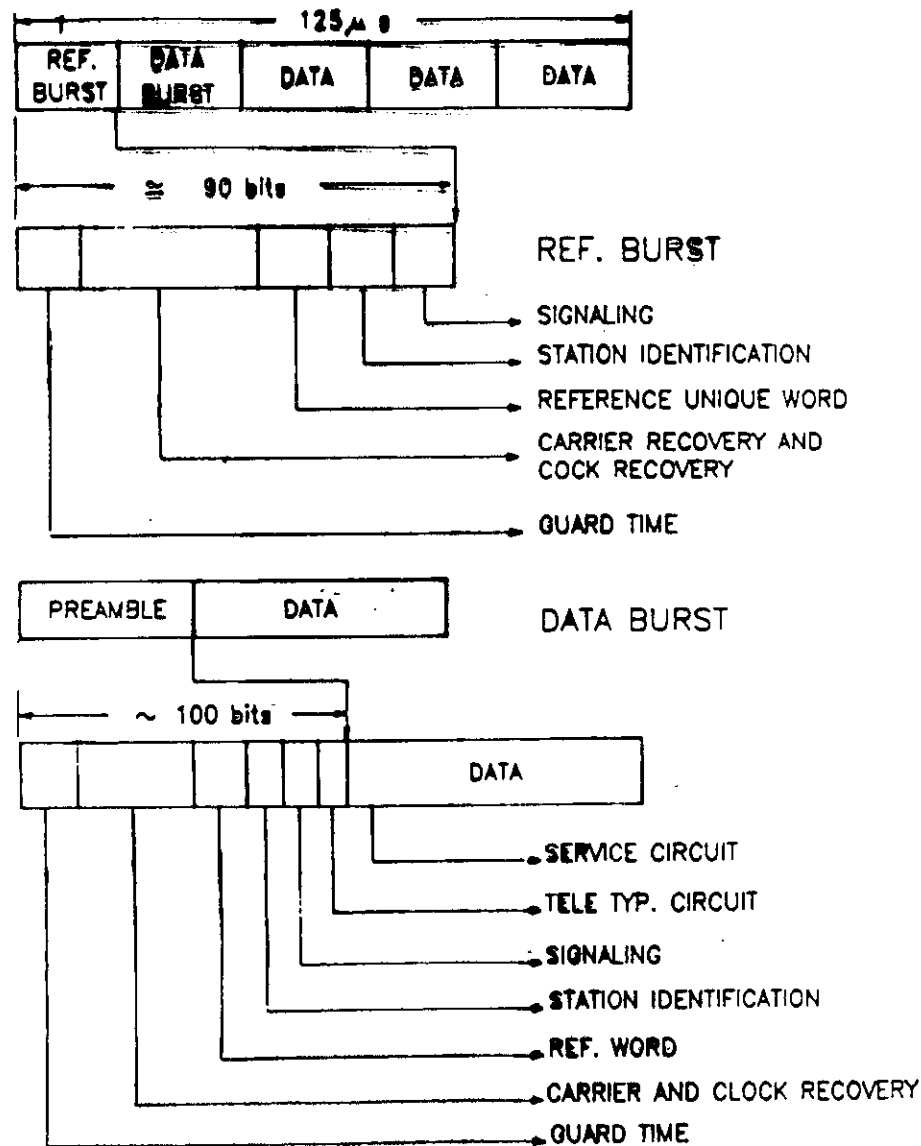 125 μ s
REF. BURST
DATA BURST
DATA
DATA
DATA
≅ 90 bits
REF. BURST
SIGNALING
STATION IDENTIFICATION
REFERENCE UNIQUE WORD
CARRIER RECOVERY AND
COCK RECOVERY
GUARD TIME
PREAMBLE
DATA
DATA BURST
~ 100 bits
DATA
SERVICE CIRCUIT
TELE TYP. CIRCUIT
SIGNALING
STATION IDENTIFICATION
REF. WORD
CARRIER AND CLOCK RECOVERY
GUARD TIME